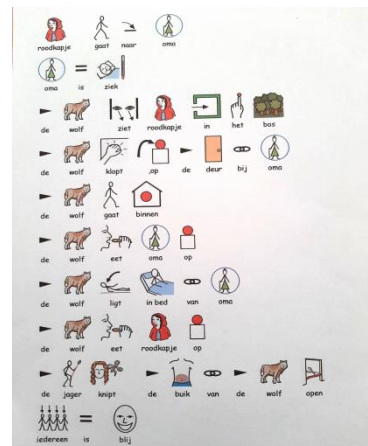 roodkapje gaat naar oma
oma is ziek
de wolf ziet roodkapje in het bos
de wolf klopt ,op de deur bij oma
de wolf gaat binnen
de wolf eet oma op
de wolf ligt in bed van oma
de wolf eet roodkapje op
de jager knipt de buik van de wolf open
iedereen is blij